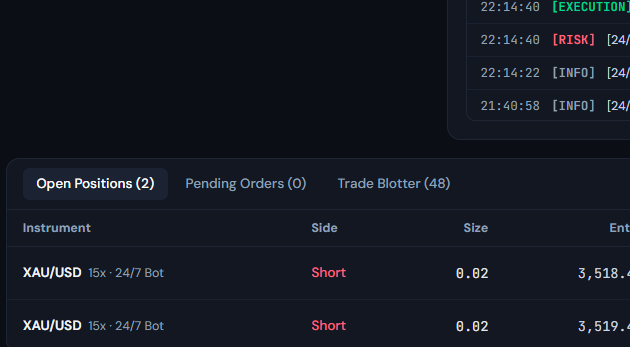 22:14:40 [EXECUTION]
22:14:40 [RISK] [24/
22:14:22 [INFO] [24/
21:40:58 [INFO] [24/
Open Positions (2) Pending Orders (0) Trade Blotter (48)
Instrument Side Size Ent
XAU/USD 15x · 24/7 Bot Short 0.02 3,518.4
XAU/USD 15x · 24/7 Bot Short 0.02 3,519.4